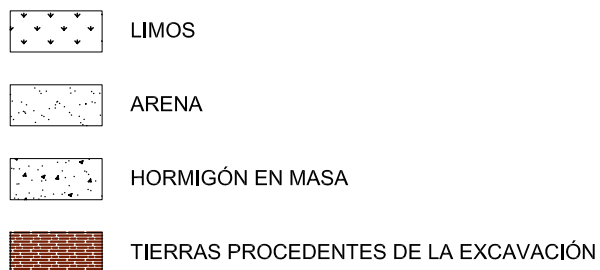 LIMOS
ARENA
HORMIGÓN EN MASA
TIERRAS PROCEDENTES DE LA EXCAVACIÓN